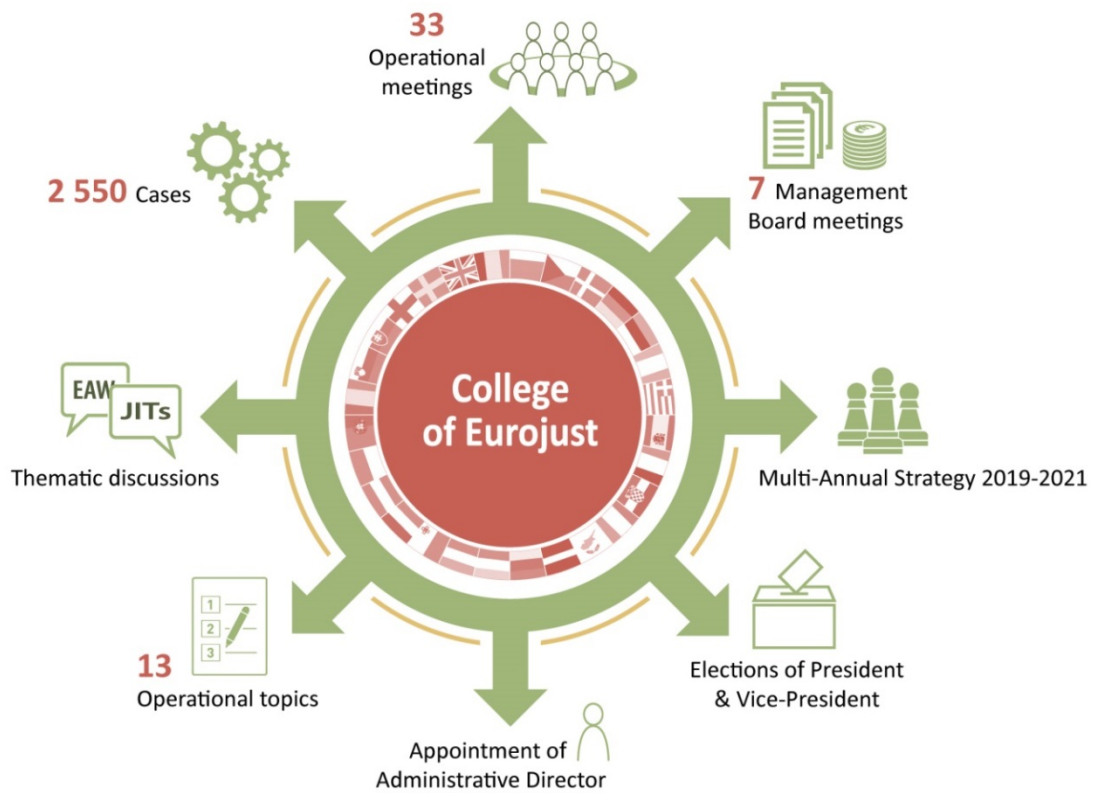 33
Operational
meetings
2 550 Cases
7 Management
Board meetings
EAW
JITs
Thematic discussions
College
of Eurojust
Multi-Annual Strategy 2019-2021
1
2
3
13
Operational topics
Elections of President
& Vice-President
Appointment of
Administrative Director
€